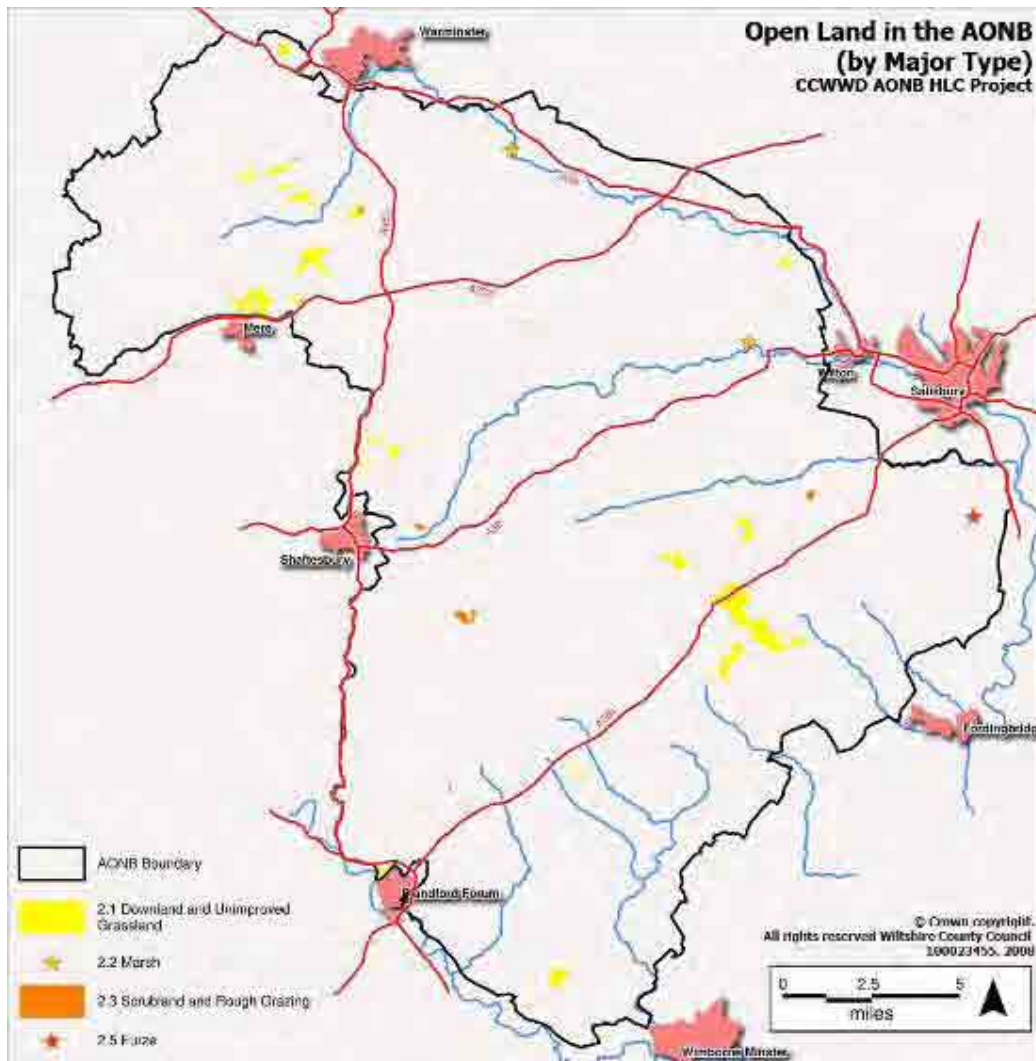 Open Land in the AONB
(by Major Type)
CCWWD AONB HLC Project
Warminster
Mere
Wilton
Salisbury
Shaftesbury
A30
Fordingbridge
Blandford Forum
Wimborne Minster
AONB Boundary
2.1 Downland and Unimproved
Grassland
2.2 Marsh
2.3 Scrubland and Rough Grazing
2.5 Furze
© Crown copyright.
All rights reserved Wiltshire County Council
100023455. 2008
0 2.5 5
miles